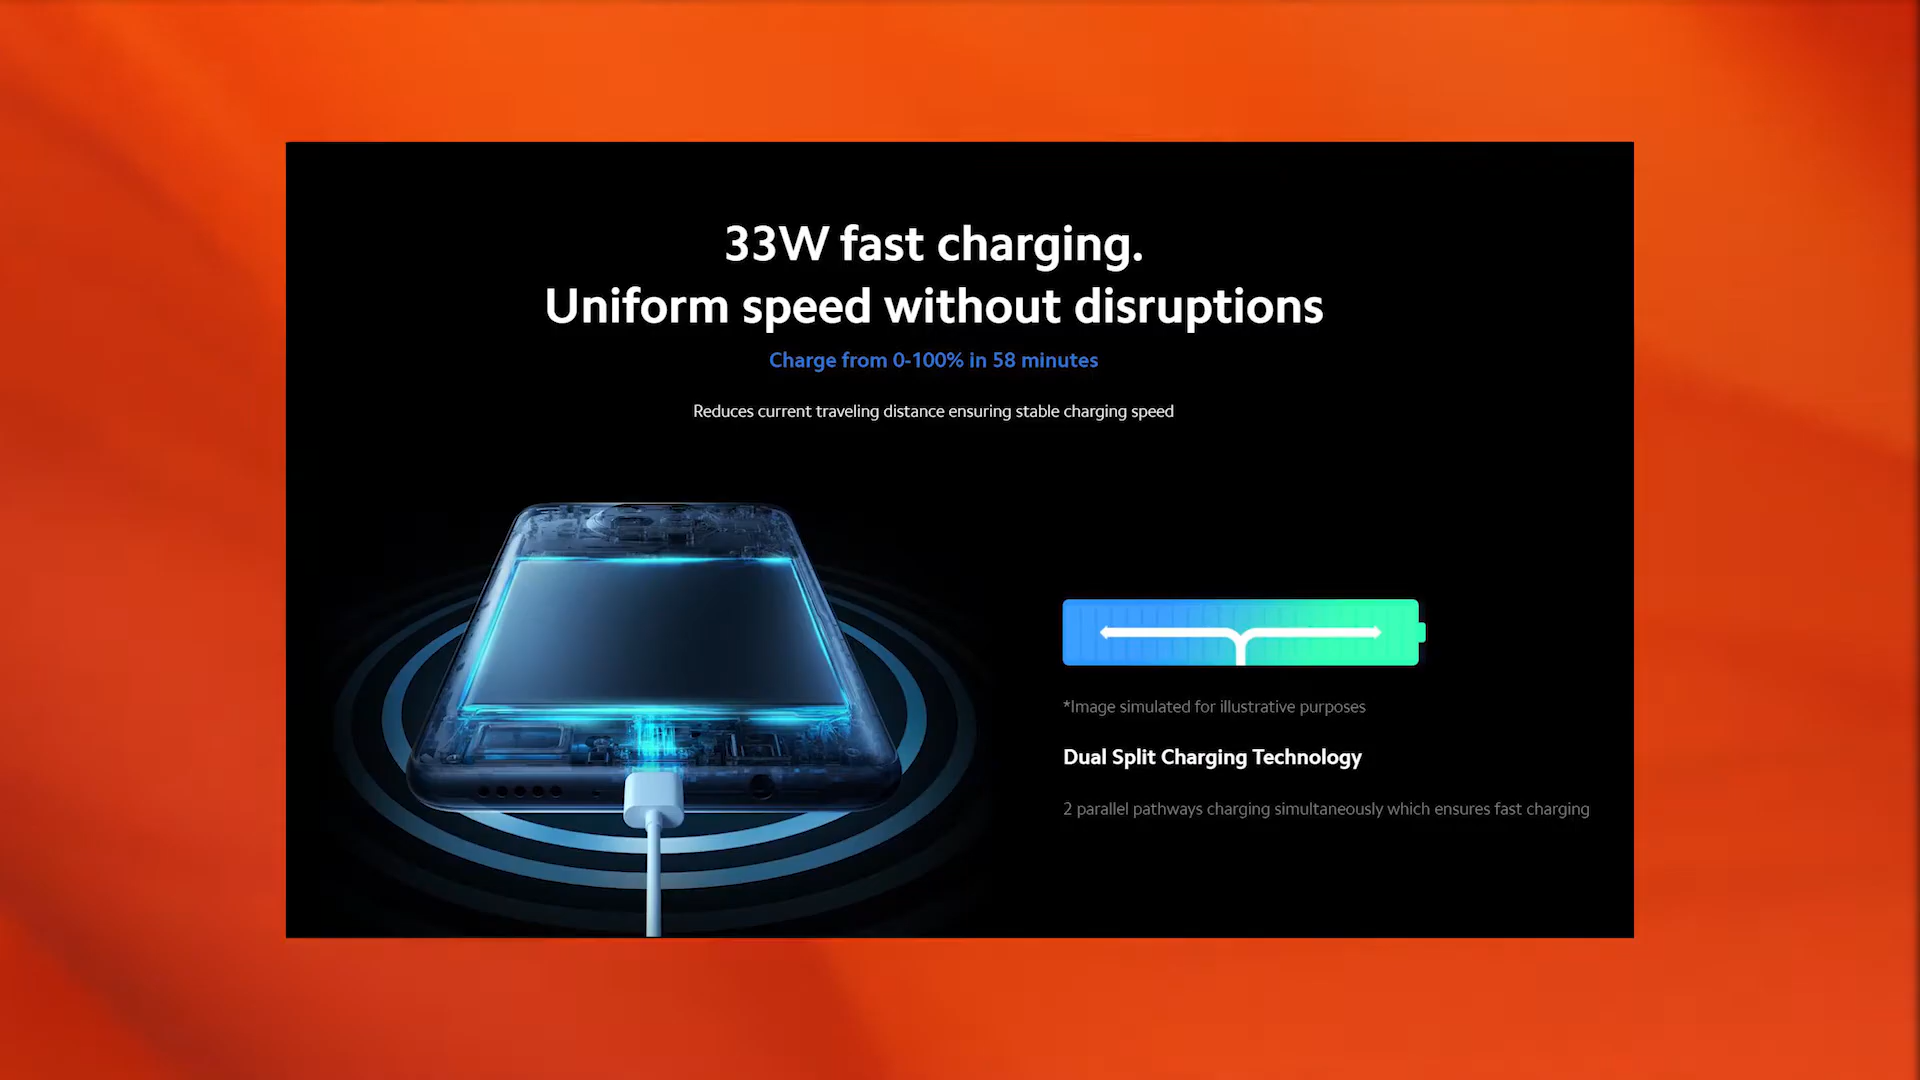 33W fast charging.
Uniform speed without disruptions
Charge from 0-100% in 58 minutes
Reduces current traveling distance ensuring stable charging speed
*Image simulated for illustrative purposes
Dual Split Charging Technology
2 parallel pathways charging simultaneously which ensures fast charging